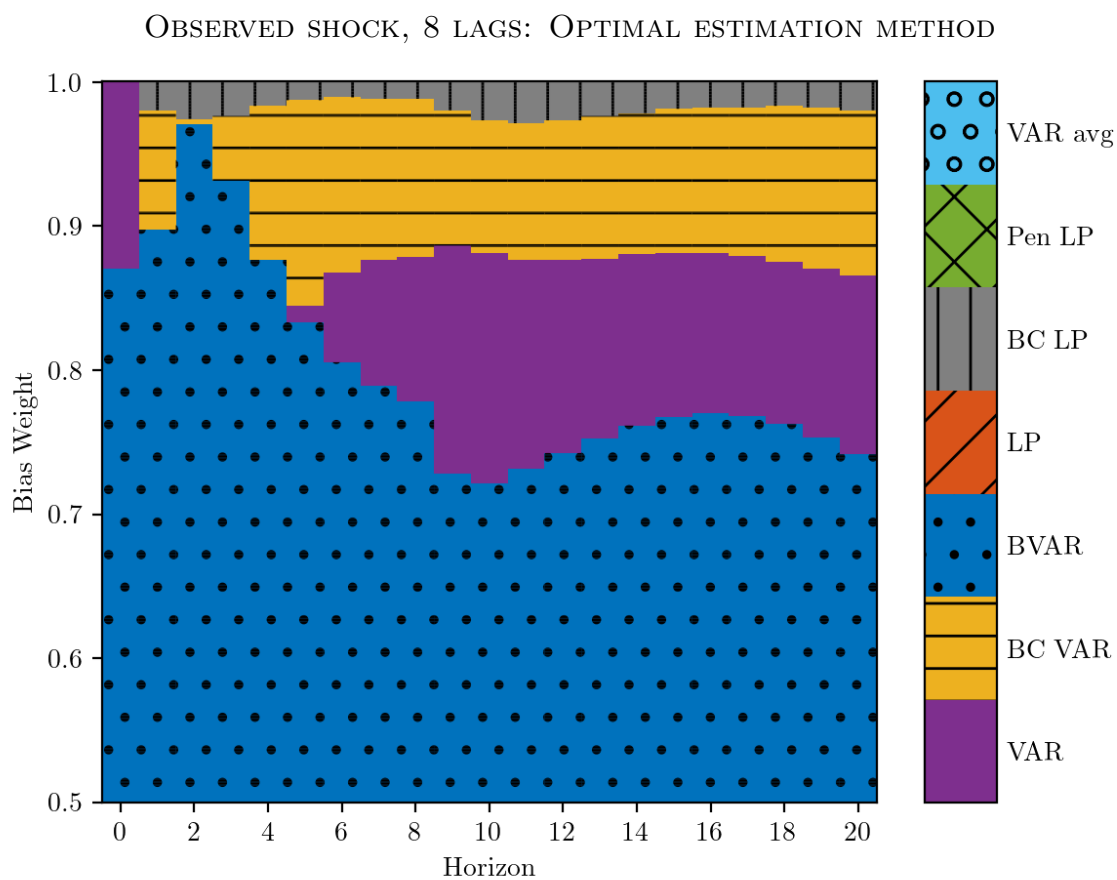 Observed shock, 8 lags: Optimal estimation method
1.0
0.9
0.8
0.7
0.6
0.5
Bias Weight
0 2 4 6 8 10 12 14 16 18 20
Horizon
VAR avg
Pen LP
BC LP
LP
BVAR
BC VAR
VAR